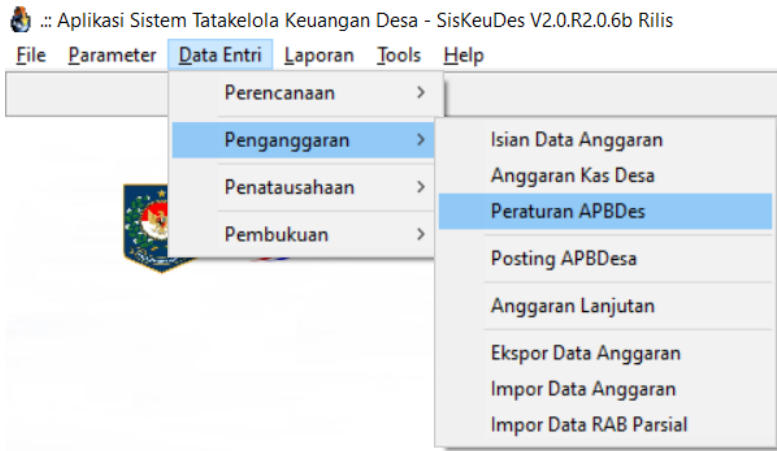 .:: Aplikasi Sistem Tatakelola Keuangan Desa - SisKeuDes V2.0.R2.0.6b Rilis
File Parameter Data Entri Laporan Tools Help
Perencanaan
Penganggaran
Penatausahaan
Pembukuan
Isian Data Anggaran
Anggaran Kas Desa
Peraturan APBDes
Posting APBDesa
Anggaran Lanjutan
Ekspor Data Anggaran
Impor Data Anggaran
Impor Data RAB Parsial